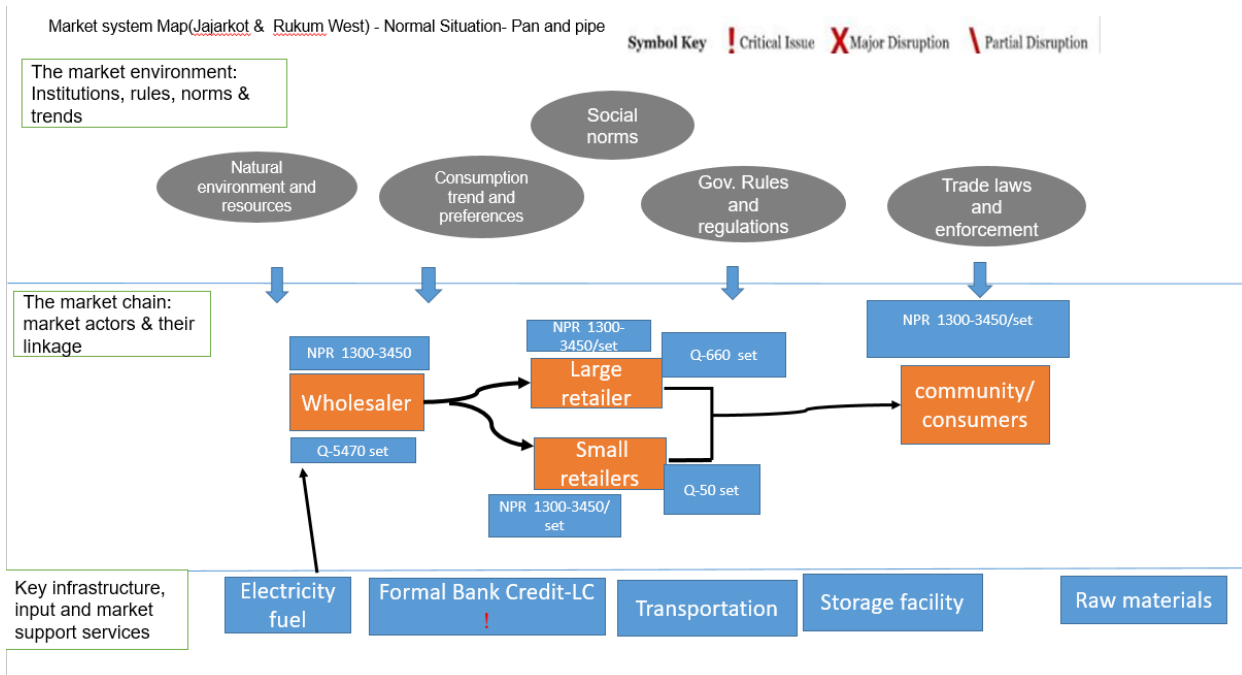 Market system Map(Jajarkot & Rukum West) - Normal Situation- Pan and pipe
Symbol Key ! Critical Issue X Major Disruption \ Partial Disruption
The market environment:
Institutions, rules, norms &
trends
Social
norms
Natural
environment and
resources
Consumption
trend and
preferences
Gov. Rules
and
regulations
Trade laws
and
enforcement
The market chain:
market actors & their
linkage
NPR 1300-3450
Wholesaler
Q-5470 set
NPR 1300-
3450/set
Large
retailer
Q-660 set
Small
retailers
Q-50 set
NPR 1300-3450/
set
NPR 1300-3450/set
community/
consumers
Key infrastructure,
input and market
support services
Electricity
fuel
Formal Bank Credit-LC
!
Transportation
Storage facility
Raw materials